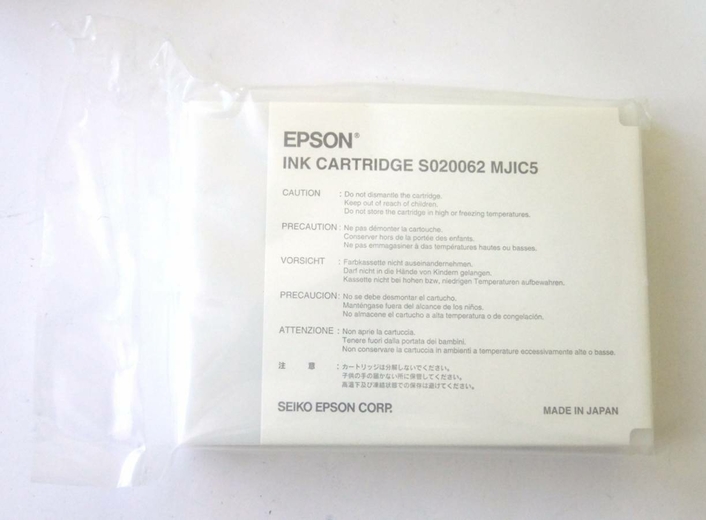 EPSON®
INK CARTRIDGE S020062 MJIC5
CAUTION : Do not dismantle the cartridge.
Keep out of reach of children.
Do not store the cartridge in high or freezing temperatures.
PRECAUTION : Ne pas démonter la cartouche.
Conserver hors de la portée des enfants.
Ne pas emmagasiner à das températures hautes ou basses.
VORSICHT : Farbkassette nicht auseinandernehmen.
Darf nicht in die Hände von Kindern gelangen.
Kassette nicht bei hohen bzw, niedrigen Temperaturen aufbewahren.
PRECAUCION : No se debe desmontar el cartucho.
Manténgase fuera del alcance de los niños.
No almacene el cartucho a alta temperatura o de congelación.
ATTENZIONE : Non aprie la cartuccia.
Tenere fuori dalla portata dei bambini.
Non conservare la cartuccia in ambienti a temperature eccessivamente alte o basse.
注 意 : カートリッジは分解しないでください。
子供の手の届かない所に保管してください。
高温下及び凍結状態での保存は避けてください。
SEIKO EPSON CORP. MADE IN JAPAN